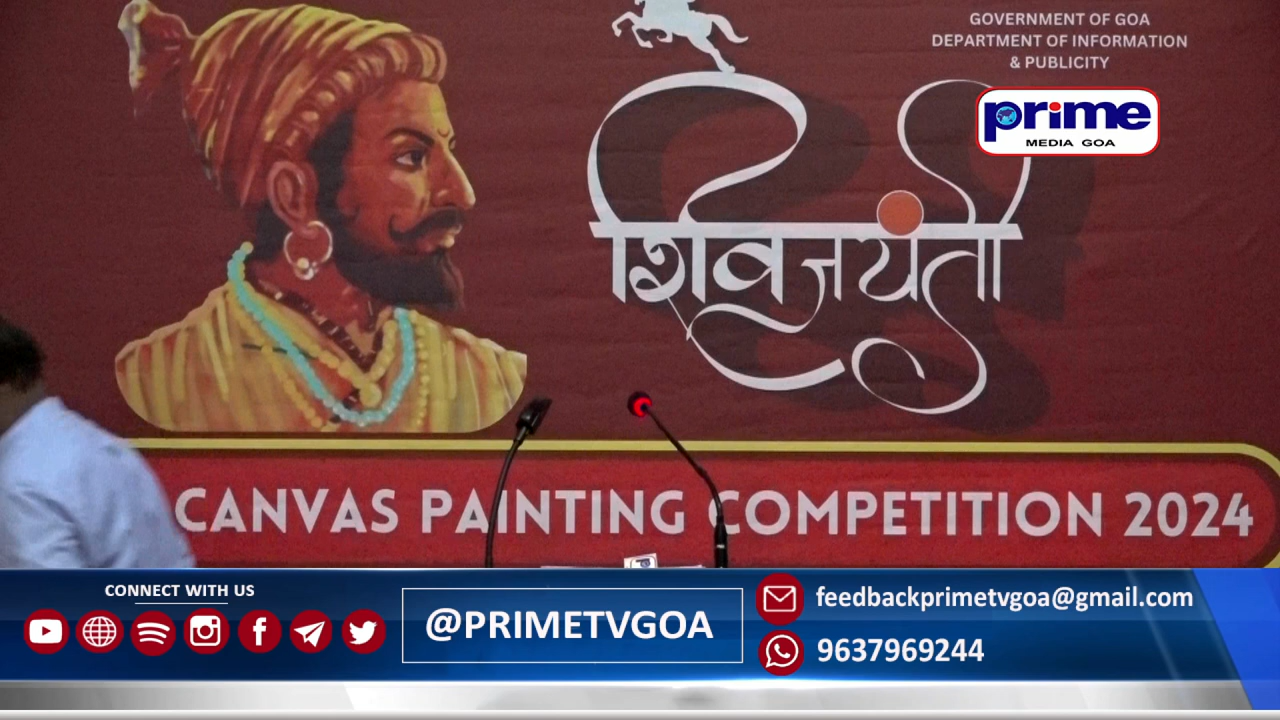 GOVERNMENT OF GOA
DEPARTMENT OF INFORMATION
& PUBLICITY
prime
MEDIA GOA
शिवजयंती
CANVAS PAINTING COMPETITION 2024
CONNECT WITH US
@PRIMETVGOA
feedbackprimetvgoa@gmail.com
9637969244